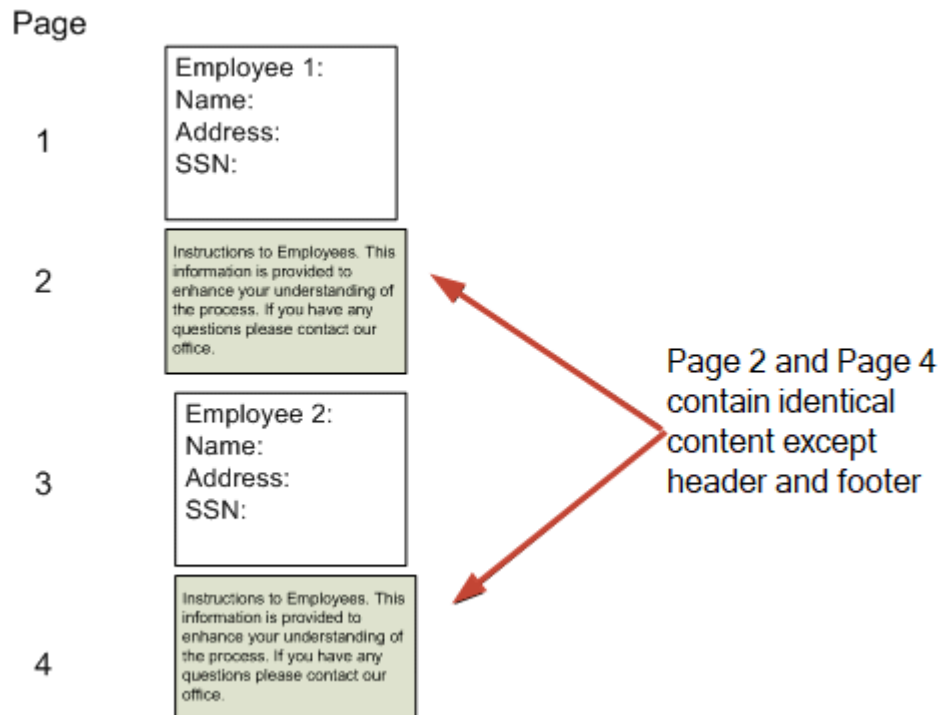 Page
1
Employee 1:
Name:
Address:
SSN:
2
Instructions to Employees. This
information is provided to
enhance your understanding of
the process. If you have any
questions please contact our
office.
Page 2 and Page 4
contain identical
content except
header and footer
3
Employee 2:
Name:
Address:
SSN:
4
Instructions to Employees. This
information is provided to
enhance your understanding of
the process. If you have any
questions please contact our
office.